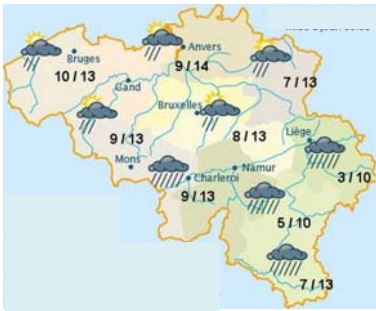 Bruges
10 / 13
Anvers
9 / 14
7 / 13
Gand
Bruxelles
9 / 13
8 / 13
Liège
Mons
Charleroi
Namur
3 / 10
9 / 13
5 / 10
7 / 13